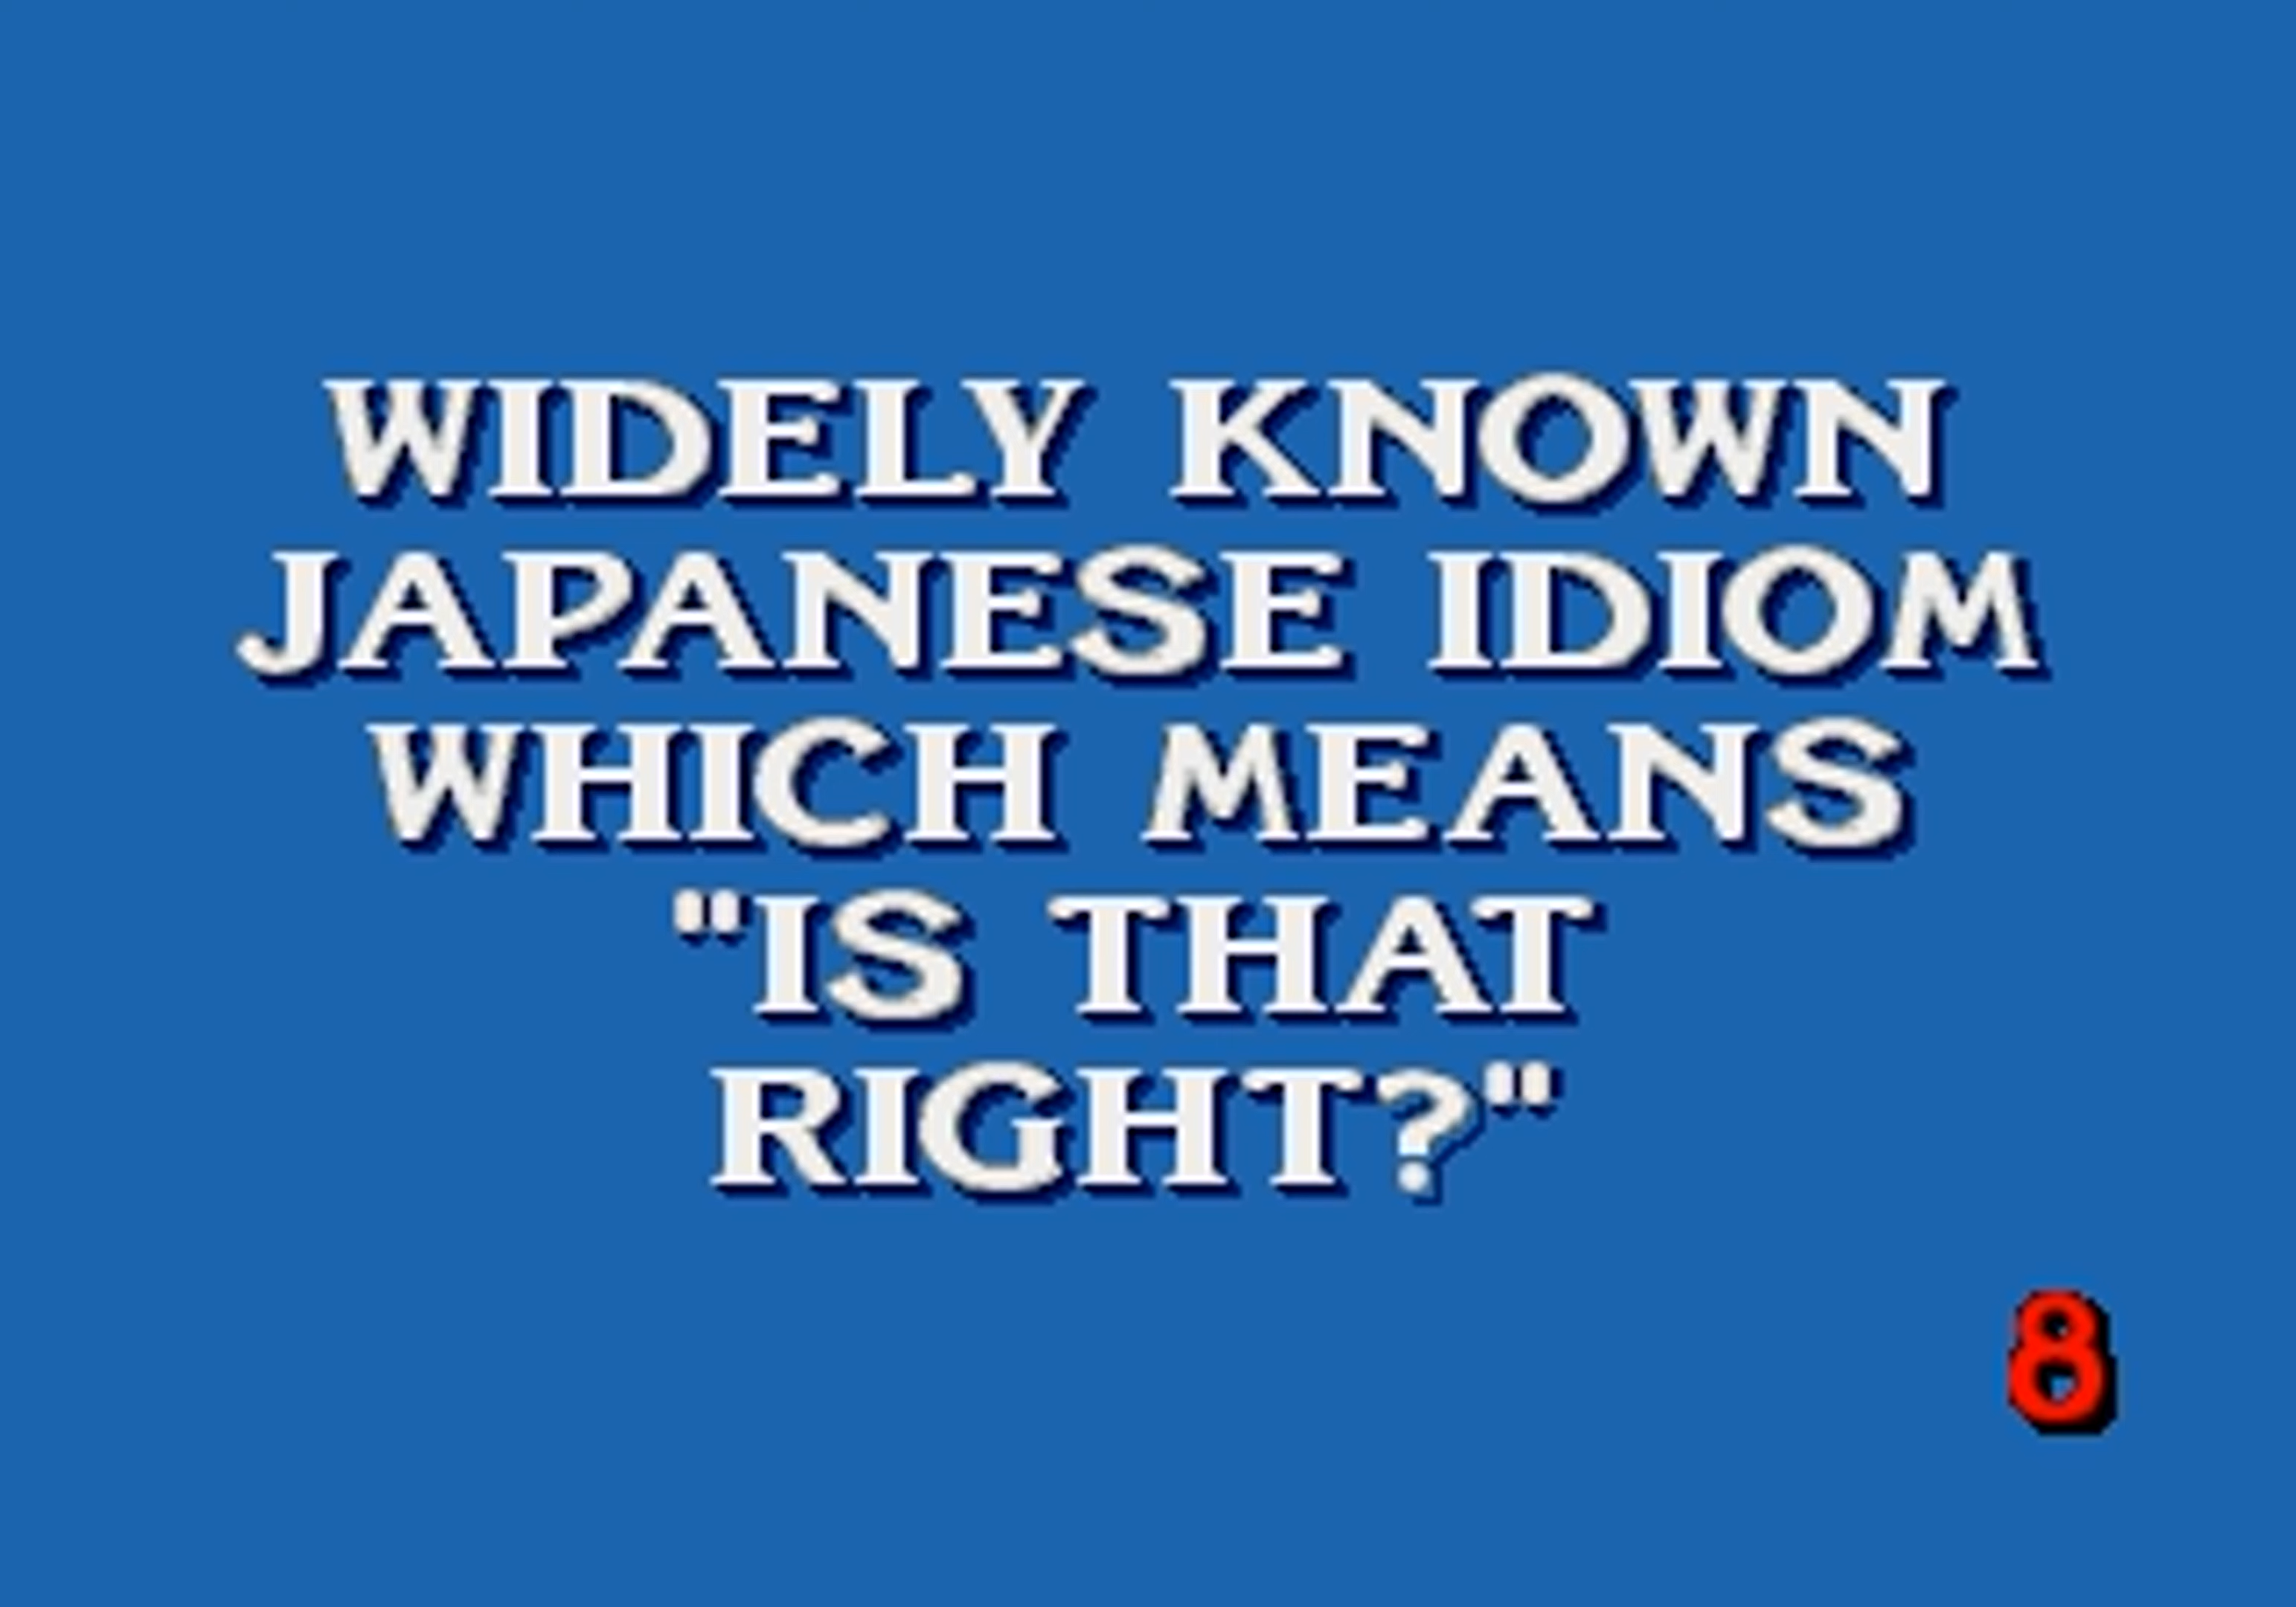 WIDELY KNOWN
JAPANESE IDIOM
WHICH MEANS
"IS THAT
RIGHT?"
8